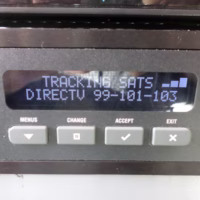 TRACKING SATS
DIRECTV 99-101-103
MENUS CHANGE ACCEPT EXIT